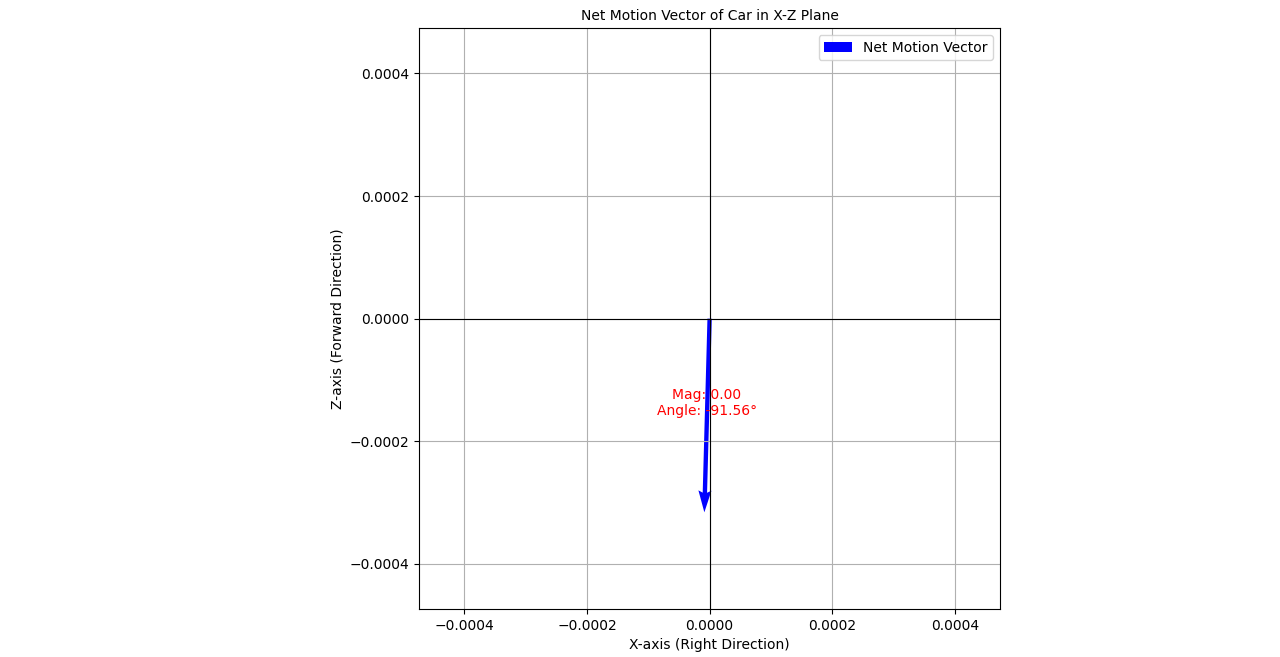 Net Motion Vector of Car in X-Z Plane
Net Motion Vector
0.0004
0.0002
0.0000
−0.0002
−0.0004
Z-axis (Forward Direction)
Mag: 0.00
Angle: -91.56°
−0.0004
−0.0002
0.0000
0.0002
0.0004
X-axis (Right Direction)